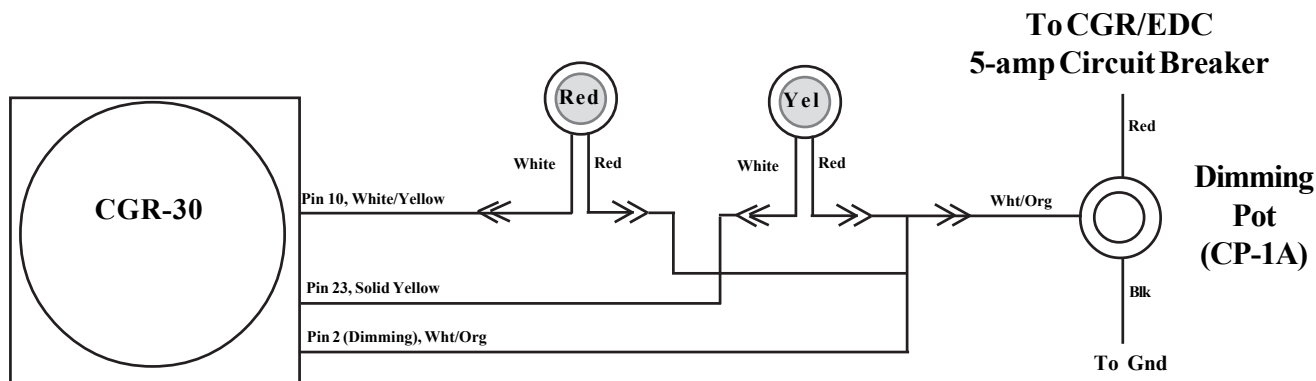 To CGR/EDC
5-amp Circuit Breaker
Red
Yel
Red
White
Red
White
Red
CGR-30
Pin 10, White/Yellow
Wht/Org
Dimming
Pot
(CP-1A)
Pin 23, Solid Yellow
Blk
Pin 2 (Dimming), Wht/Org
To Gnd